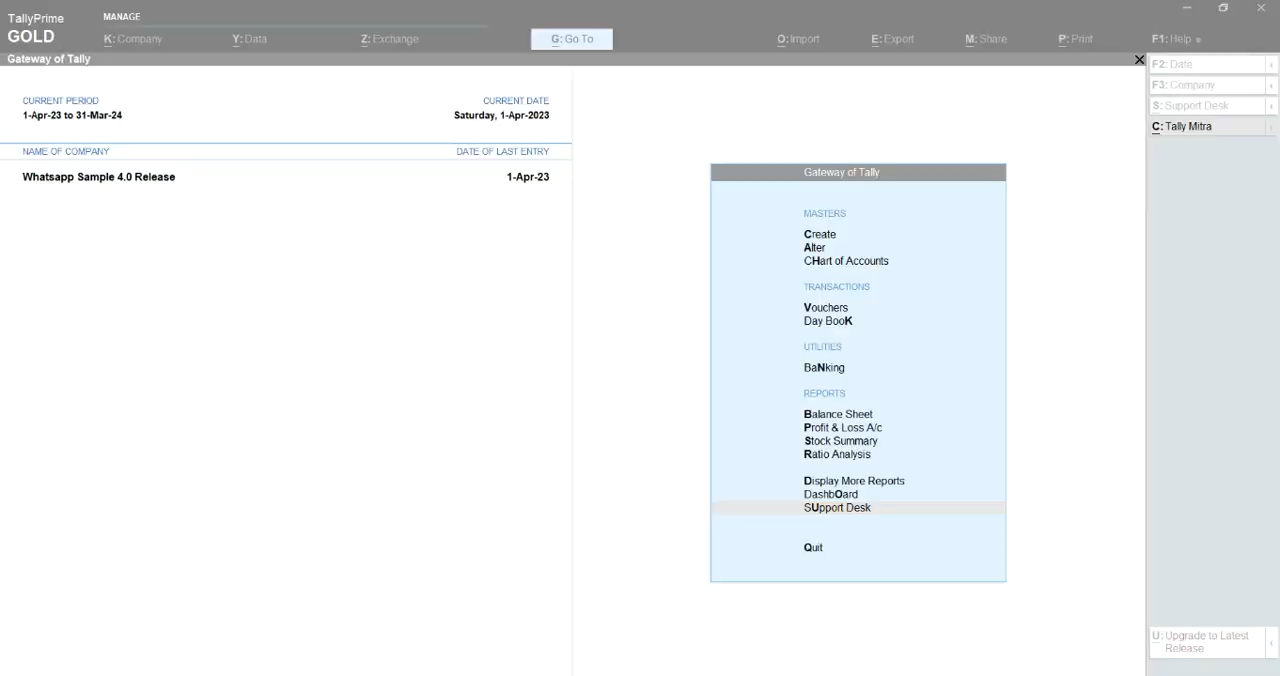 TallyPrime
GOLD
MANAGE
K: Company
Y: Data
Z: Exchange
G: Go To
O: Import
E: Export
M: Share
P: Print
F1: Help
Gateway of Tally
CURRENT PERIOD
1-Apr-23 to 31-Mar-24
CURRENT DATE
Saturday, 1-Apr-2023
NAME OF COMPANY
DATE OF LAST ENTRY
Whatsapp Sample 4.0 Release
1-Apr-23
Gateway of Tally
MASTERS
Create
Alter
CHart of Accounts
TRANSACTIONS
Vouchers
Day BooK
UTILITIES
BaNking
REPORTS
Balance Sheet
Profit & Loss A/c
Stock Summary
Ratio Analysis
Display More Reports
DashbOard
SUpport Desk
Quit
F2: Date
F3: Company
S: Support Desk
C: Tally Mitra
U: Upgrade to Latest
Release